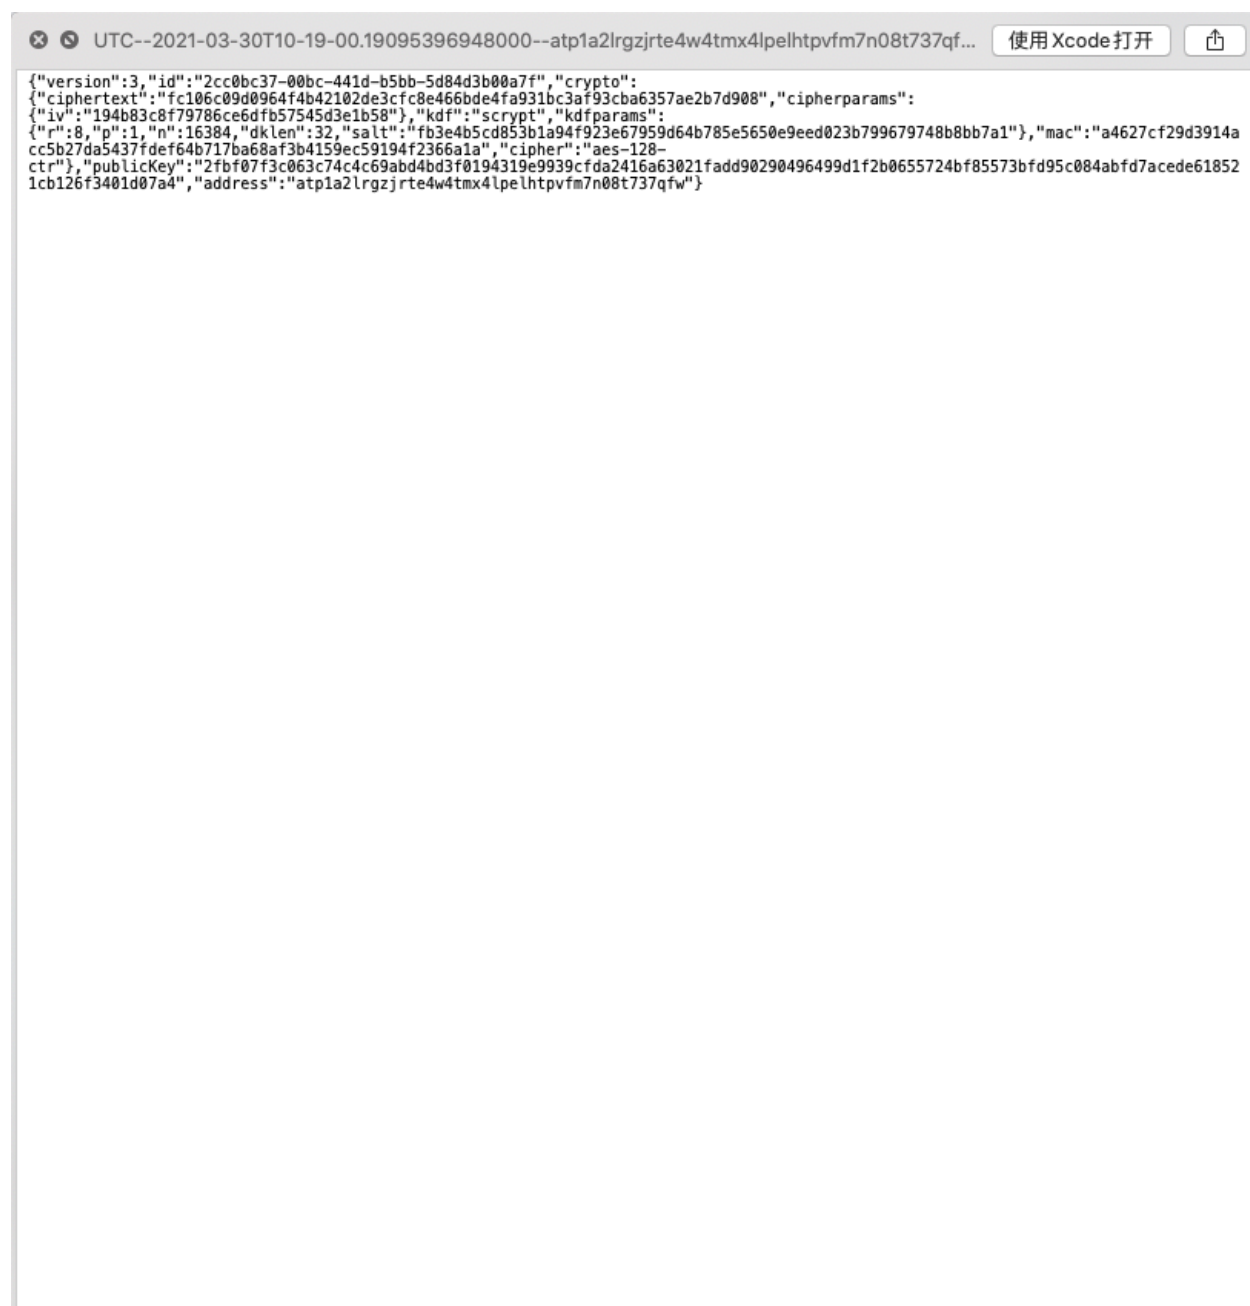 UTC--2021-03-30T10-19-00.19095396948000--atp1a2lrgzjrte4w4tmx4lpelhtpvfm7n08t737qf...
使用Xcode打开
{"version":3,"id":"2cc0bc37-00bc-441d-b5bb-5d84d3b00a7f","crypto":
{"ciphertext":"fc106c09d0964f4b42102de3cfc8e466bde4fa931bc3af93cba6357ae2b7d908","cipherparams":
{"iv":"194b83c8f79786ce6dfb57545d3e1b58"},"kdf":"scrypt","kdfparams":
{"r":8,"p":1,"n":16384,"dklen":32,"salt":"fb3e4b5cd853b1a94f923e67959d64b785e5650e9eed023b799679748b8bb7a1"},"mac":"a4627cf29d3914a
cc5b27da5437fdef64b717ba68af3b4159ec59194f2366a1a","cipher":"aes-128-
ctr"},"publicKey":"2fbf07f3c063c74c4c69abd4bd3f0194319e9939cfda2416a63021fadd90290496499d1f2b0655724bf85573bfd95c084abfd7acede61852
1cb126f3401d07a4","address":"atp1a2lrgzjrte4w4tmx4lpelhtpvfm7n08t737qfw"}